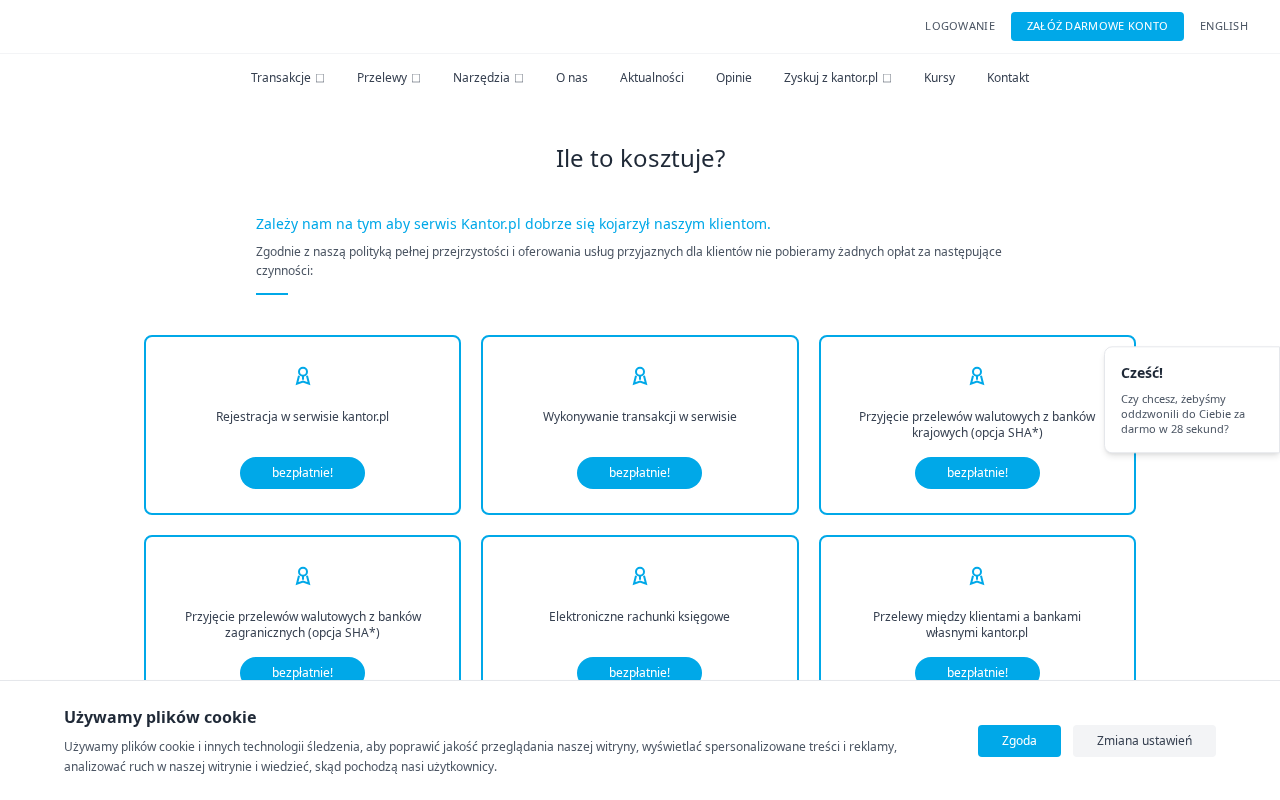 LOGOWANIE
ZAŁÓŻ DARMOWE KONTO
ENGLISH
Transakcje
Przelewy
Narzędzia
O nas
Aktualności
Opinie
Zyskuj z kantor.pl
Kursy
Kontakt
Ile to kosztuje?
Zależy nam na tym aby serwis Kantor.pl dobrze się kojarzył naszym klientom.
Zgodnie z naszą polityką pełnej przejrzystości i oferowania usług przyjaznych dla klientów nie pobieramy żadnych opłat za następujące
czynności:
Rejestracja w serwisie kantor.pl
bezpłatnie!
Wykonywanie transakcji w serwisie
bezpłatnie!
Przyjęcie przelewów walutowych z banków
krajowych (opcja SHA*)
bezpłatnie!
Cześć!
Czy chcesz, żebyśmy
oddzwonili do Ciebie za
darmo w 28 sekund?
Przyjęcie przelewów walutowych z banków
zagranicznych (opcja SHA*)
bezpłatnie!
Elektroniczne rachunki księgowe
bezpłatnie!
Przelewy między klientami a bankami
własnymi kantor.pl
bezpłatnie!
Używamy plików cookie
Używamy plików cookie i innych technologii śledzenia, aby poprawić jakość przeglądania naszej witryny, wyświetlać spersonalizowane treści i reklamy,
analizować ruch w naszej witrynie i wiedzieć, skąd pochodzą nasi użytkownicy.
Zgoda
Zmiana ustawień